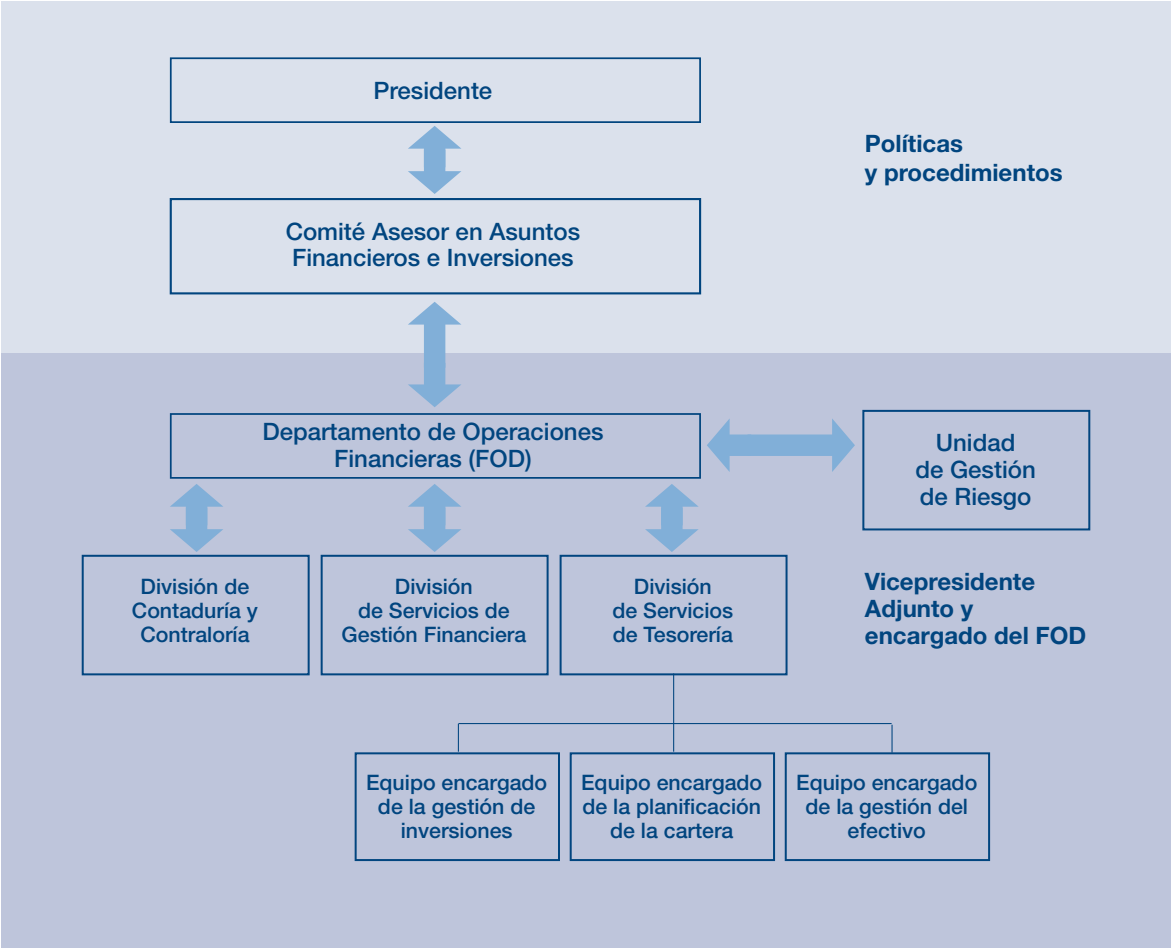 Presidente
Políticas
y procedimientos
Comité Asesor en Asuntos
Financieros e Inversiones
Departamento de Operaciones
Financieras (FOD)
Unidad
de Gestión
de Riesgo
División de
Contaduría y
Contraloría
División
de Servicios de
Gestión Financiera
División
de Servicios
de Tesorería
Vicepresidente
Adjunto y
encargado del FOD
Equipo encargado
de la gestión de
inversiones
Equipo encargado
de la planificación
de la cartera
Equipo encargado
de la gestión del
efectivo